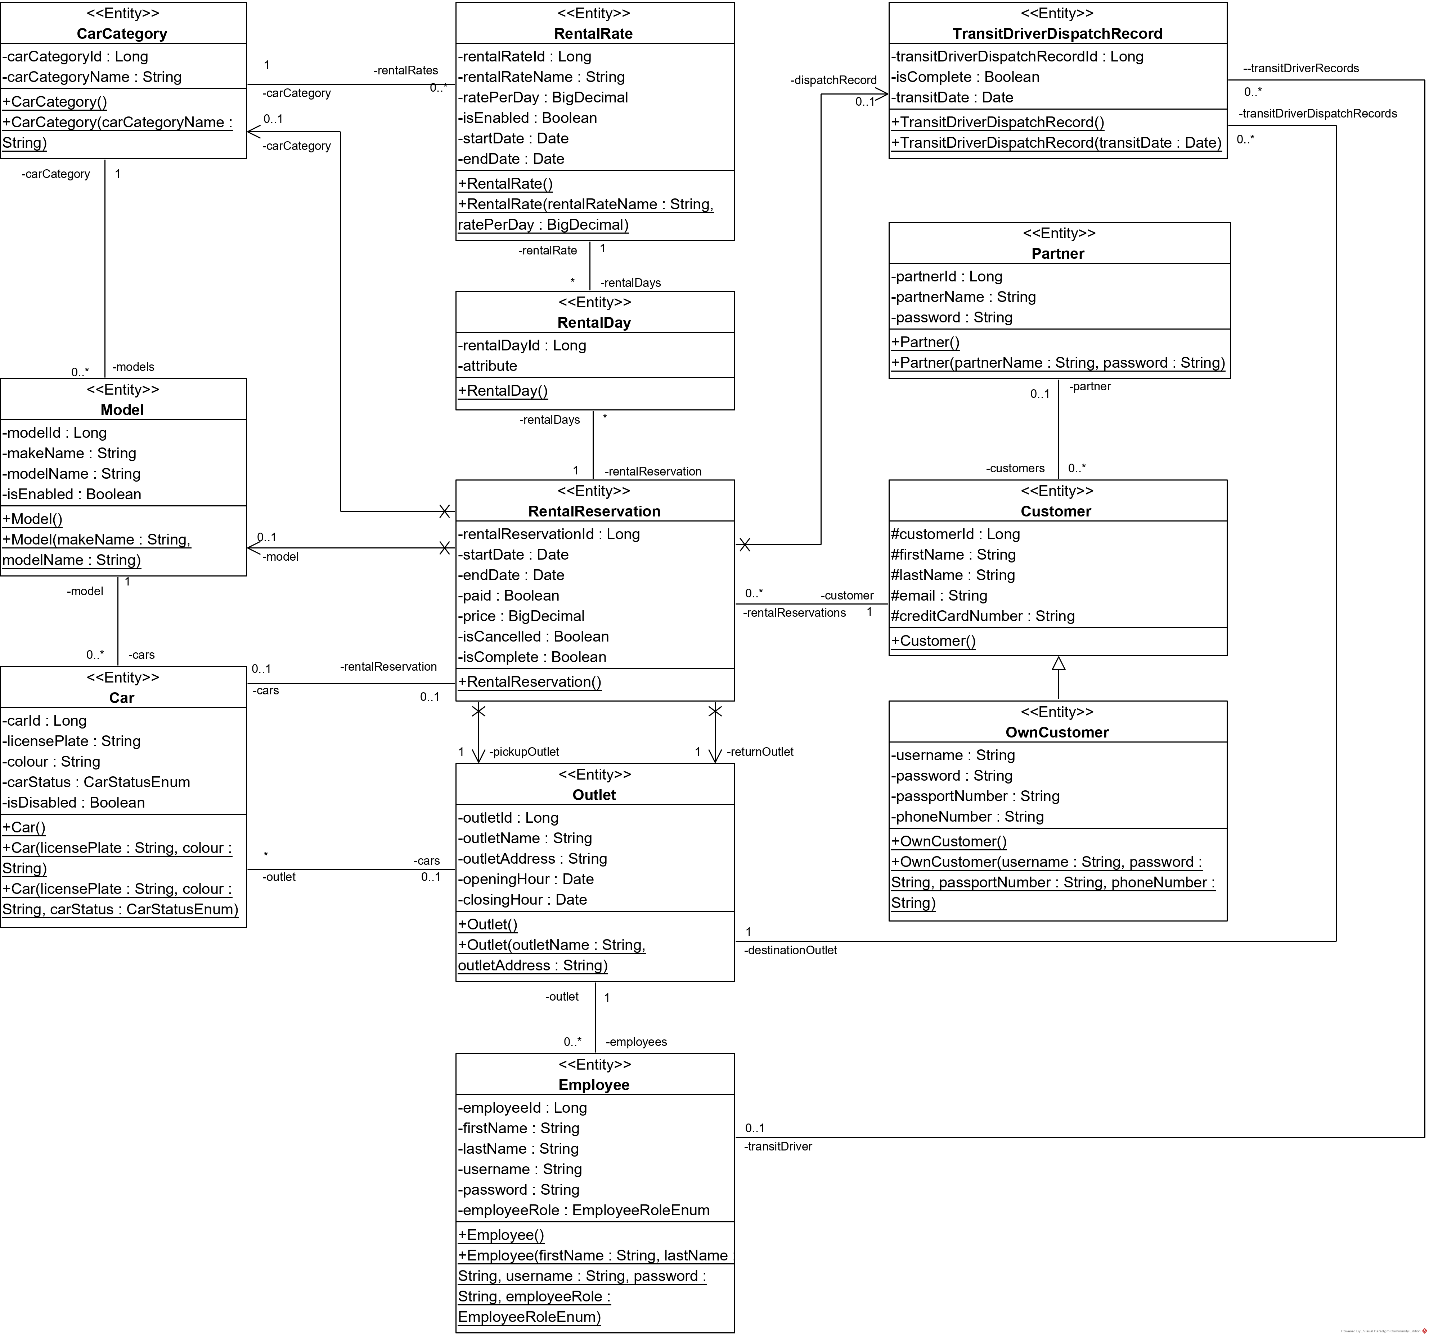 <<Entity>>
CarCategory
-carCategoryId : Long
-carCategoryName : String
+CarCategory()
+CarCategory(carCategoryName :
String)
1
-rentalRates
-carCategory
0..*
0..1
-carCategory
<<Entity>>
RentalRate
-rentalRateId : Long
-rentalRateName : String
-ratePerDay : BigDecimal
-isEnabled : Boolean
-startDate : Date
-endDate : Date
+RentalRate()
+RentalRate(rentalRateName : String,
ratePerDay : BigDecimal)
-dispatchRecord
0..1
<<Entity>>
TransitDriverDispatchRecord
-transitDriverDispatchRecordId : Long
-isComplete : Boolean
-transitDate : Date
+TransitDriverDispatchRecord()
+TransitDriverDispatchRecord(transitDate : Date)
--transitDriverRecords
0..*
-transitDriverDispatchRecords
0..*
-carCategory
1
0..*
-models
-rentalRate
1
*
-rentalDays
<<Entity>>
RentalDay
-rentalDayId : Long
-attribute
+RentalDay()
-rentalDays
*
1
-rentalReservation
<<Entity>>
Partner
-partnerId : Long
-partnerName : String
-password : String
+Partner()
+Partner(partnerName : String, password : String)
0..1
-partner
-customers
0..*
<<Entity>>
Model
-modelId : Long
-makeName : String
-modelName : String
-isEnabled : Boolean
+Model()
+Model(makeName : String,
modelName : String)
0..1
-model
-model
1
0..*
-cars
<<Entity>>
RentalReservation
-rentalReservationId : Long
-startDate : Date
-endDate : Date
-paid : Boolean
-price : BigDecimal
-isCancelled : Boolean
-isComplete : Boolean
+RentalReservation()
0..*
-customer
-rentalReservations
1
<<Entity>>
Customer
#customerId : Long
#firstName : String
#lastName : String
#email : String
#creditCardNumber : String
+Customer()
0..1
-rentalReservation
-cars
0..1
<<Entity>>
Car
-carId : Long
-licensePlate : String
-colour : String
-carStatus : CarStatusEnum
-isDisabled : Boolean
+Car()
+Car(licensePlate : String, colour :
String)
+Car(licensePlate : String, colour :
String, carStatus : CarStatusEnum)
1
-pickupOutlet
1
-returnOutlet
*
-cars
-outlet
0..1
<<Entity>>
Outlet
-outletId : Long
-outletName : String
-outletAddress : String
-openingHour : Date
-closingHour : Date
+Outlet()
+Outlet(outletName : String,
outletAddress : String)
<<Entity>>
OwnCustomer
-username : String
-password : String
-passportNumber : String
-phoneNumber : String
+OwnCustomer()
+OwnCustomer(username : String, password :
String, passportNumber : String, phoneNumber :
String)
1
-destinationOutlet
-outlet
1
0..*
-employees
<<Entity>>
Employee
-employeeId : Long
-firstName : String
-lastName : String
-username : String
-password : String
-employeeRole : EmployeeRoleEnum
+Employee()
+Employee(firstName : String, lastName
String, username : String, password :
String, employeeRole :
EmployeeRoleEnum)
0..1
-transitDriver